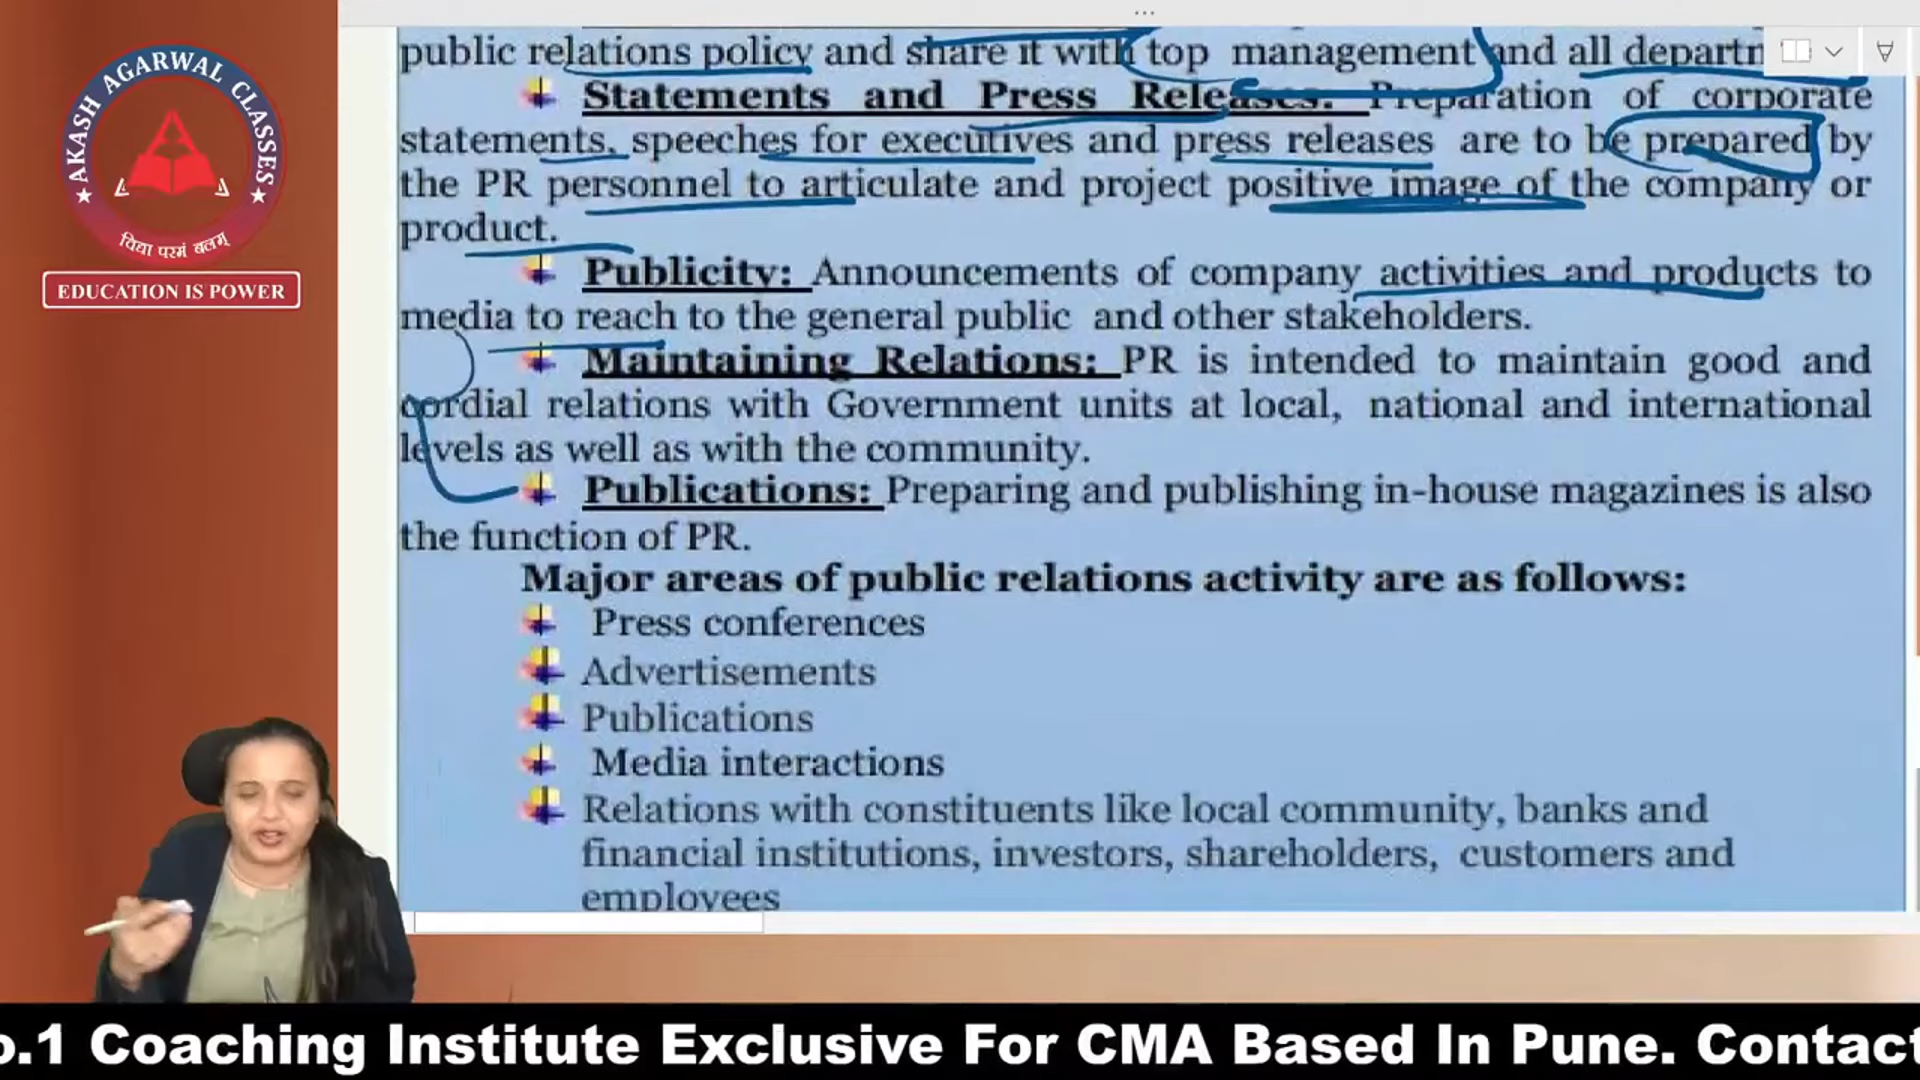 AKASH AGARWAL CLASSES
विद्या परमं बलम्
EDUCATION IS POWER
public relations policy and share it with top management and all departm
Statements and Press Releases: Preparation of corporate
statements, speeches for executives and press releases are to be prepared by
the PR personnel to articulate and project positive image of the company or
product.
Publicity: Announcements of company activities and products to
media to reach to the general public and other stakeholders.
Maintaining Relations: PR is intended to maintain good and
cordial relations with Government units at local, national and international
levels as well as with the community.
Publications: Preparing and publishing in-house magazines is also
the function of PR.
Major areas of public relations activity are as follows:
Press conferences
Advertisements
Publications
Media interactions
Relations with constituents like local community, banks and
financial institutions, investors, shareholders, customers and
employees
o.1 Coaching Institute Exclusive For CMA Based In Pune. Contact